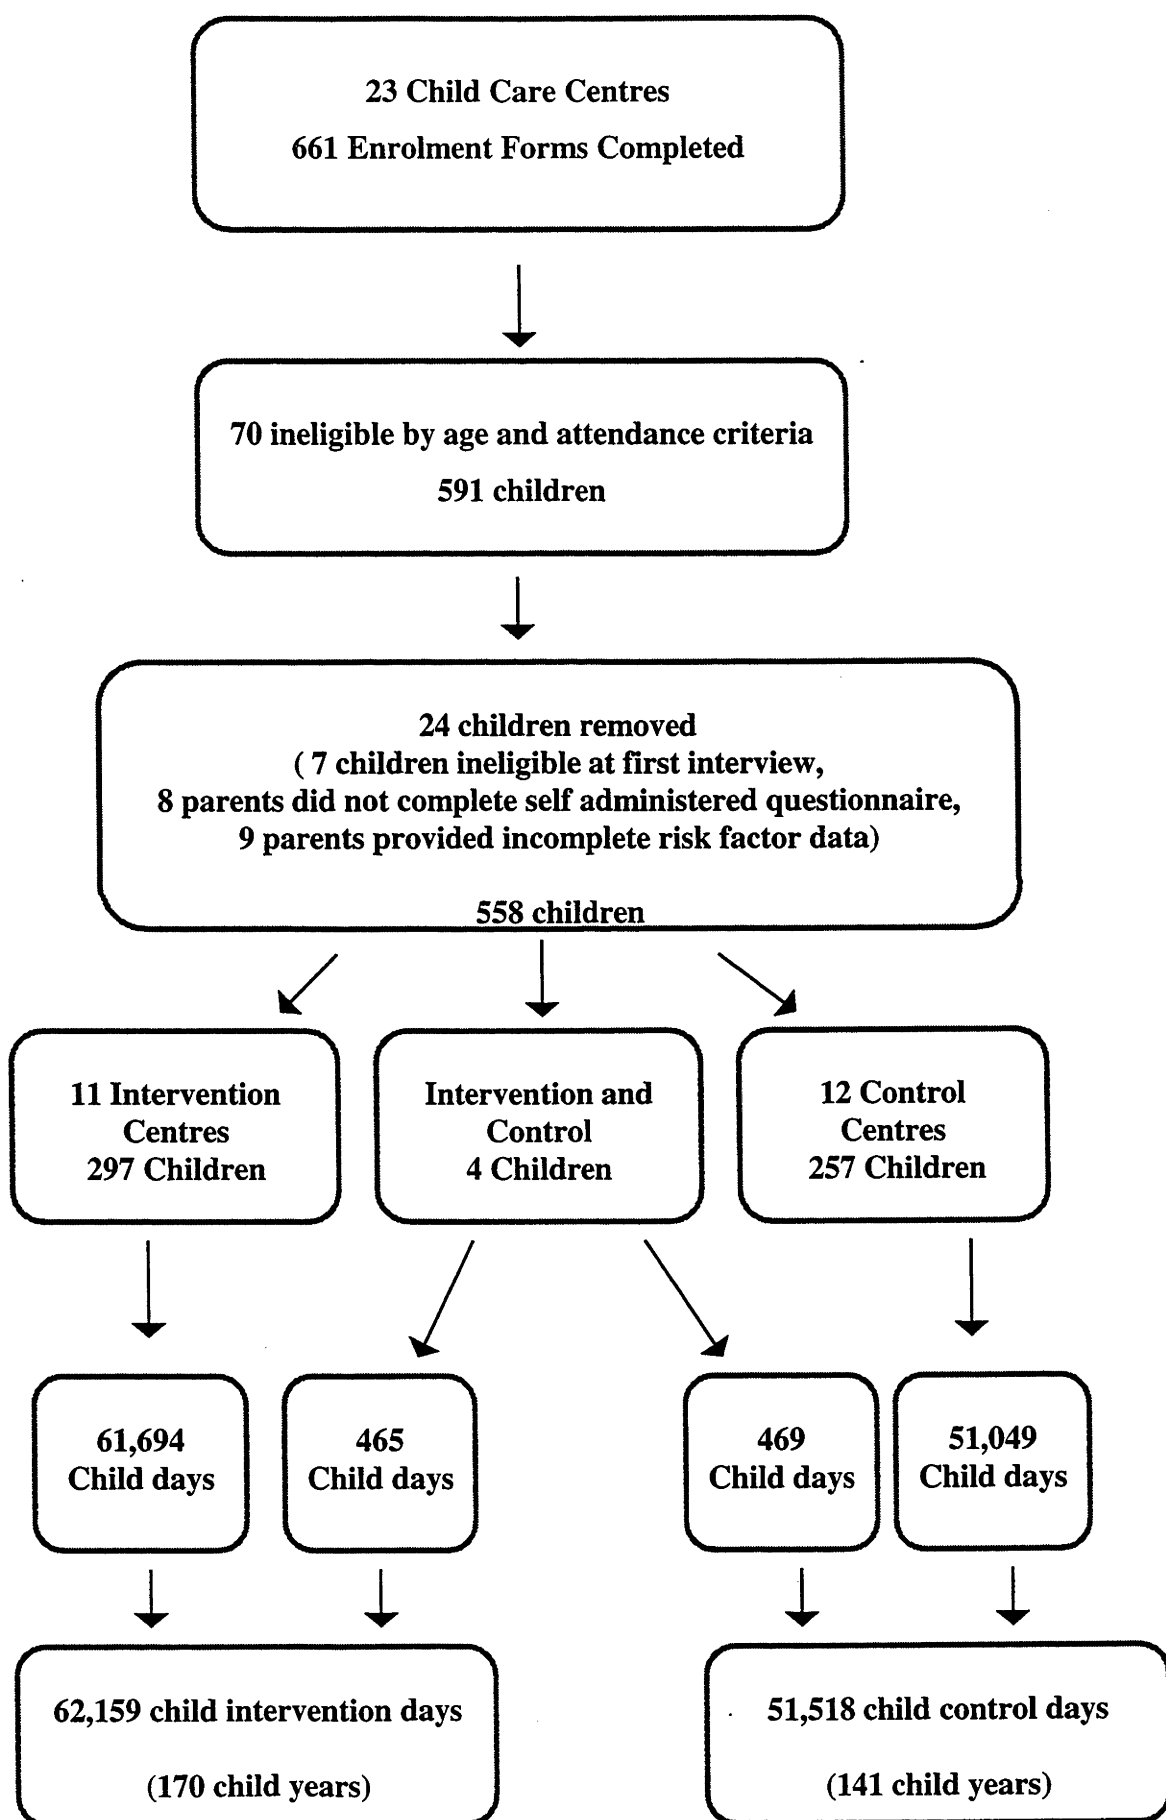 23 Child Care Centres
661 Enrolment Forms Completed
70 ineligible by age and attendance criteria
591 children
24 children removed
( 7 children ineligible at first interview,
8 parents did not complete self administered questionnaire,
9 parents provided incomplete risk factor data)
558 children
11 Intervention
Centres
297 Children
Intervention and
Control
4 Children
12 Control
Centres
257 Children
61,694
Child days
465
Child days
469
Child days
51,049
Child days
62,159 child intervention days
(170 child years)
51,518 child control days
(141 child years)